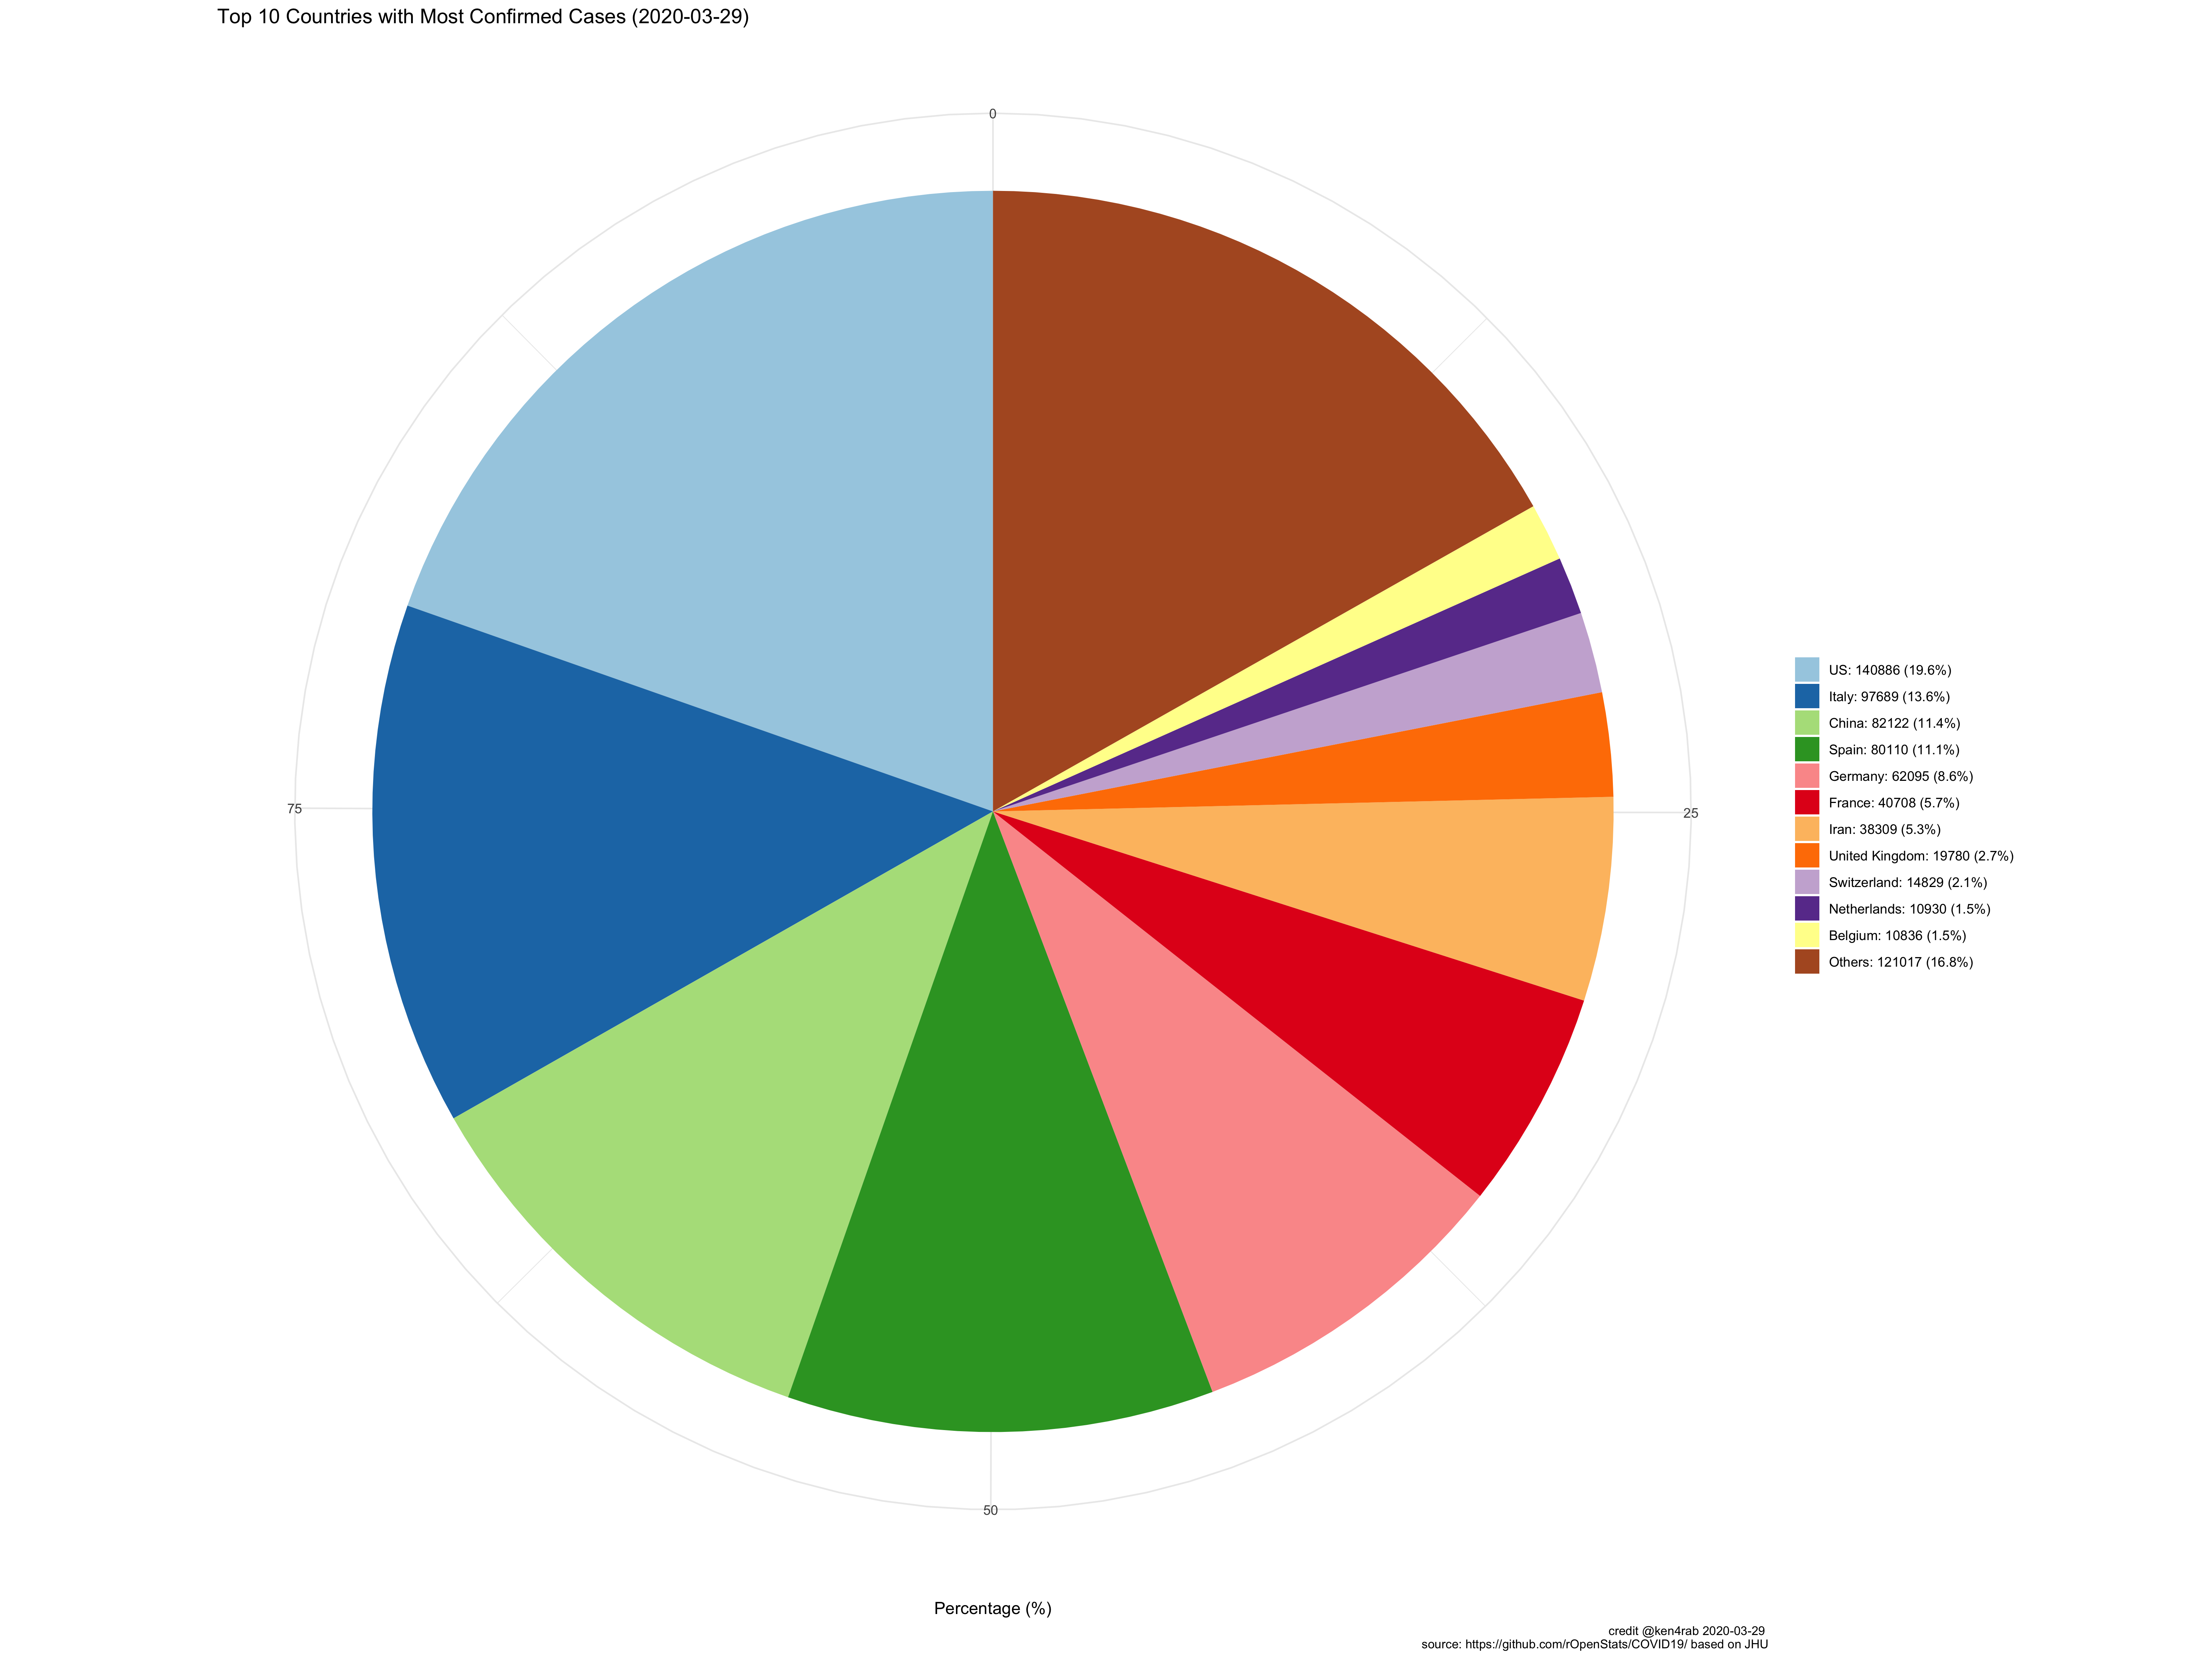 Top 10 Countries with Most Confirmed Cases (2020-03-29)
0
75
25
50
US: 140886 (19.6%)
Italy: 97689 (13.6%)
China: 82122 (11.4%)
Spain: 80110 (11.1%)
Germany: 62095 (8.6%)
France: 40708 (5.7%)
Iran: 38309 (5.3%)
United Kingdom: 19780 (2.7%)
Switzerland: 14829 (2.1%)
Netherlands: 10930 (1.5%)
Belgium: 10836 (1.5%)
Others: 121017 (16.8%)
Percentage (%)
credit @ken4rab 2020-03-29
source: https://github.com/rOpenStats/COVID19/ based on JHU